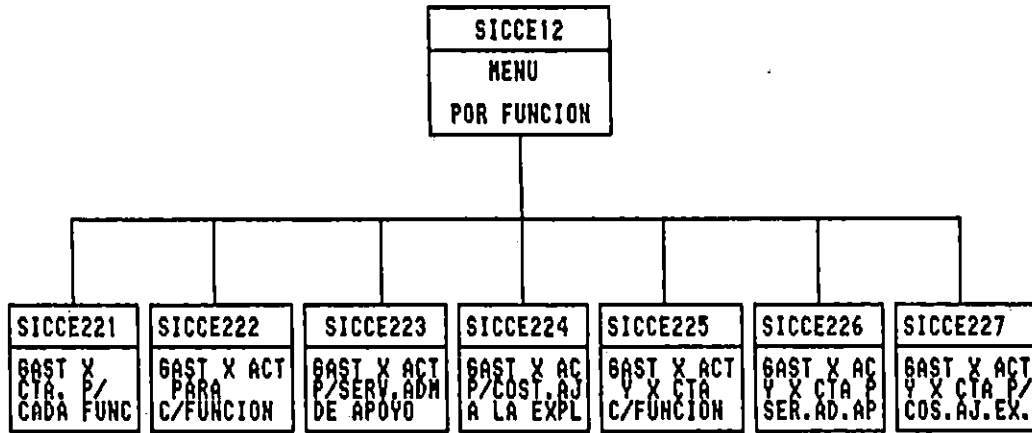 SICCE12
MENU
POR FUNCION
SICCE221
GAST X
CTA. P/
CADA FUNC
SICCE222
GAST X ACT
PARA
C/FUNCION
SICCE223
GAST X ACT
P/SERV.ADM
DE APOYO
SICCE224
GAST X AC
P/COST.AJ
A LA EXPL
SICCE225
GAST X ACT
Y X CTA
C/FUNCION
SICCE226
GAST X AC
Y X CTA P
SER.AD.AP
SICCE227
GAST X ACT
Y X CTA P/
COS.AJ.EX.